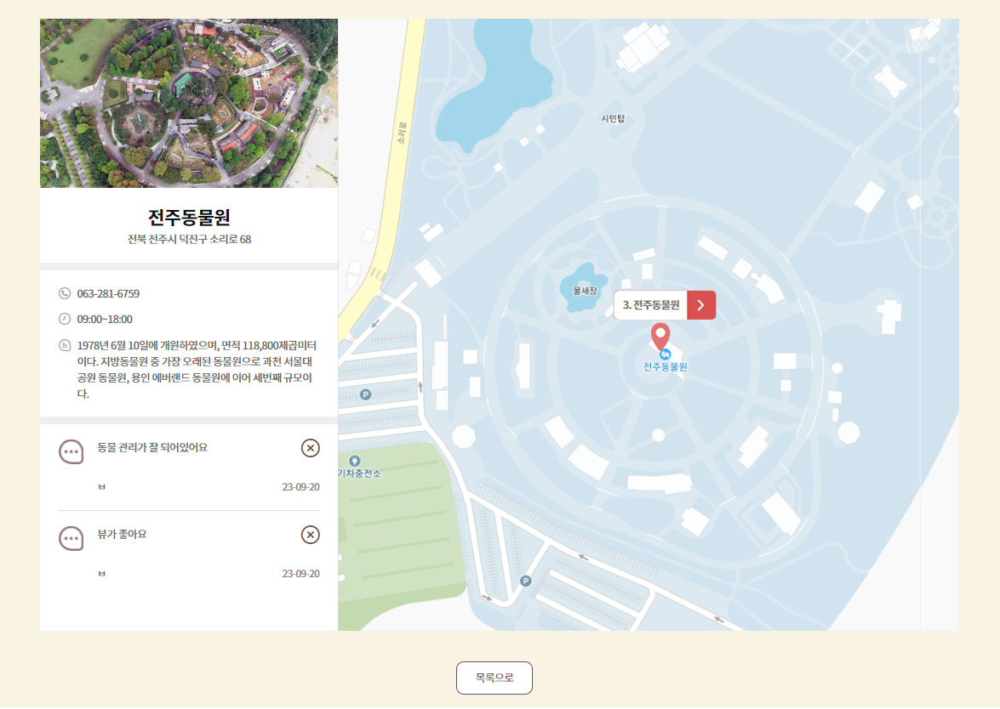 전주동물원
전북 전주시 덕진구 소리로 68
063-281-6759
09:00~18:00
1978년 6월 10일에 개원하였으며, 면적 118,800제곱미터
이다. 지방동물원 중 가장 오래된 동물원으로 과천 서울대
공원 동물원, 용인 에버랜드 동물원에 이어 세번째 규모이
다.
동물 관리가 잘 되어있어요
ㅂ
23-09-20
뷰가 좋아요
ㅂ
23-09-20
소리로
시민탑
물새장
3. 전주동물원
전주동물원
P
기차충전소
P
목록으로